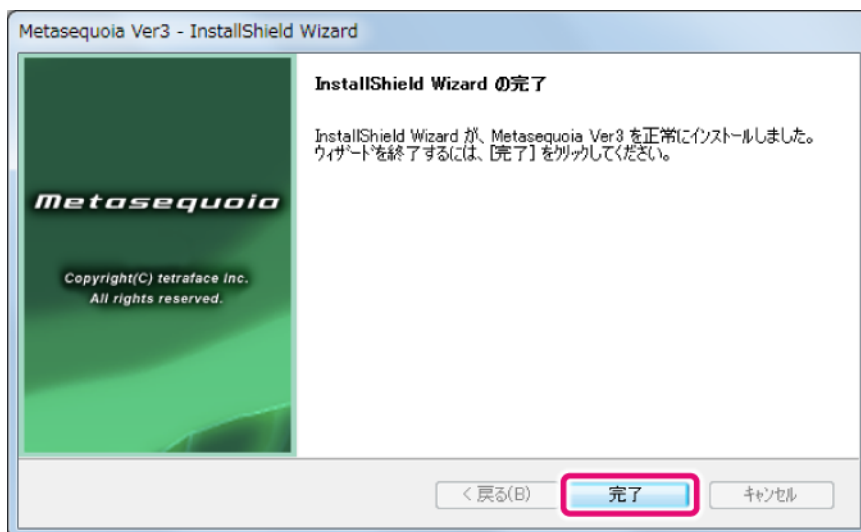 Metasequoia Ver3 - InstallShield Wizard
InstallShield Wizard の完了
InstallShield Wizard が、Metasequoia Ver3 を正常にインストールしました。
ウィザードを終了するには、[完了] をクリックしてください。
Metasequoia
Copyright(C) tetraface Inc.
All rights reserved.
< 戻る(B)
完了
キャンセル